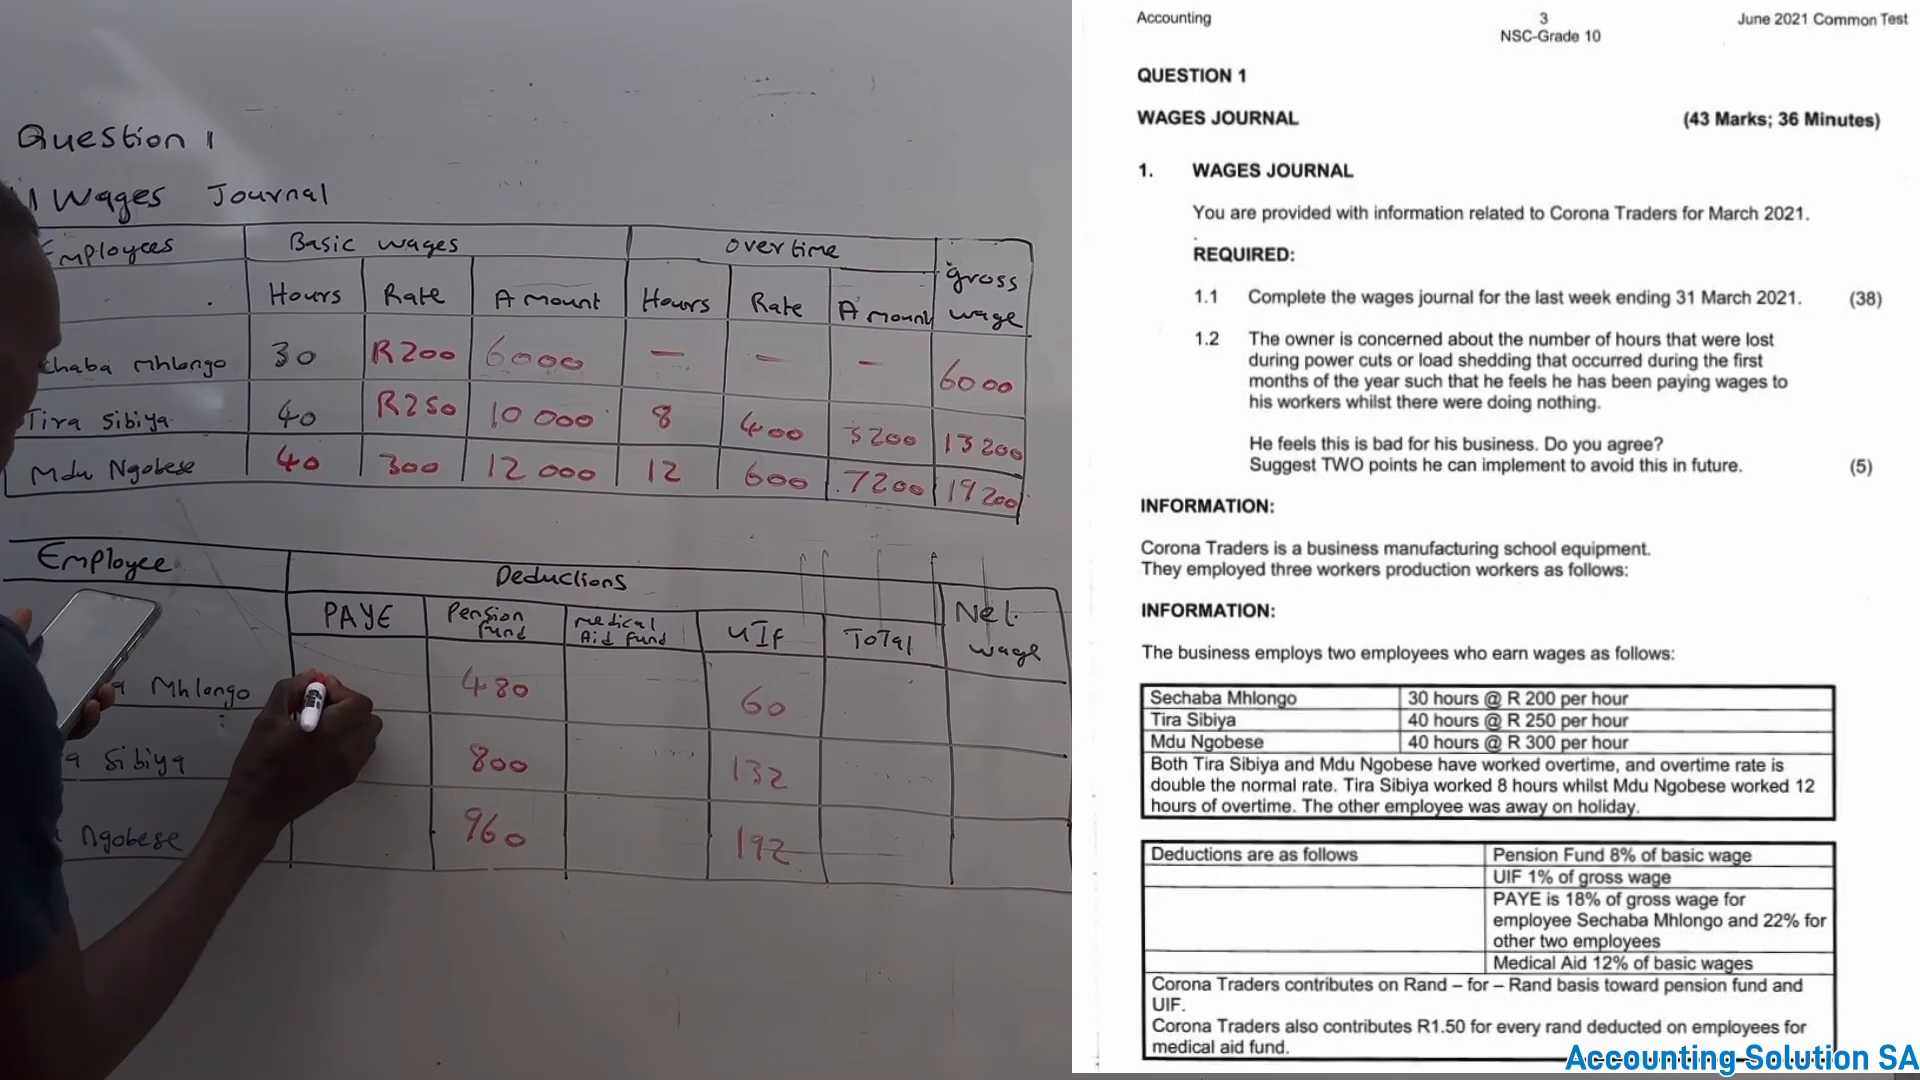 Question 1
1 Wages Journal
Employees Basic wages overtime gross wage
Hours Rate Amount Hours Rate Amount
chaba Mhlongo 30 R200 6000 — — — 6000
Tira Sibiya 40 R250 10 000 8 400 3200 13200
Mdu Ngobese 40 300 12 000 12 600 7200 19200
Employee Deductions Net wage
PAYE Pension fund medical Aid fund UIf ToTal
a Mhlongo 480 60
a Sibiya 800 132
Ngobese 960 192
Accounting 3 June 2021 Common Test
NSC-Grade 10
QUESTION 1
WAGES JOURNAL (43 Marks; 36 Minutes)
1. WAGES JOURNAL
You are provided with information related to Corona Traders for March 2021.
REQUIRED:
1.1 Complete the wages journal for the last week ending 31 March 2021. (38)
1.2 The owner is concerned about the number of hours that were lost
during power cuts or load shedding that occurred during the first
months of the year such that he feels he has been paying wages to
his workers whilst there were doing nothing.
He feels this is bad for his business. Do you agree?
Suggest TWO points he can implement to avoid this in future. (5)
INFORMATION:
Corona Traders is a business manufacturing school equipment.
They employed three workers production workers as follows:
INFORMATION:
The business employs two employees who earn wages as follows:
Sechaba Mhlongo 30 hours @ R 200 per hour
Tira Sibiya 40 hours @ R 250 per hour
Mdu Ngobese 40 hours @ R 300 per hour
Both Tira Sibiya and Mdu Ngobese have worked overtime, and overtime rate is
double the normal rate. Tira Sibiya worked 8 hours whilst Mdu Ngobese worked 12
hours of overtime. The other employee was away on holiday.
Deductions are as follows Pension Fund 8% of basic wage
UIF 1% of gross wage
PAYE is 18% of gross wage for
employee Sechaba Mhlongo and 22% for
other two employees
Medical Aid 12% of basic wages
Corona Traders contributes on Rand – for – Rand basis toward pension fund and
UIF.
Corona Traders also contributes R1.50 for every rand deducted on employees for
medical aid fund.
Accounting Solution SA